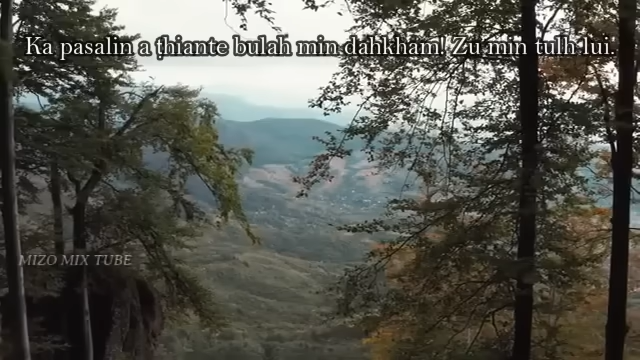 Ka pasalin a ṭhiante bulah min dahkham! Zu min tulh lui.
MIZO MIX TUBE